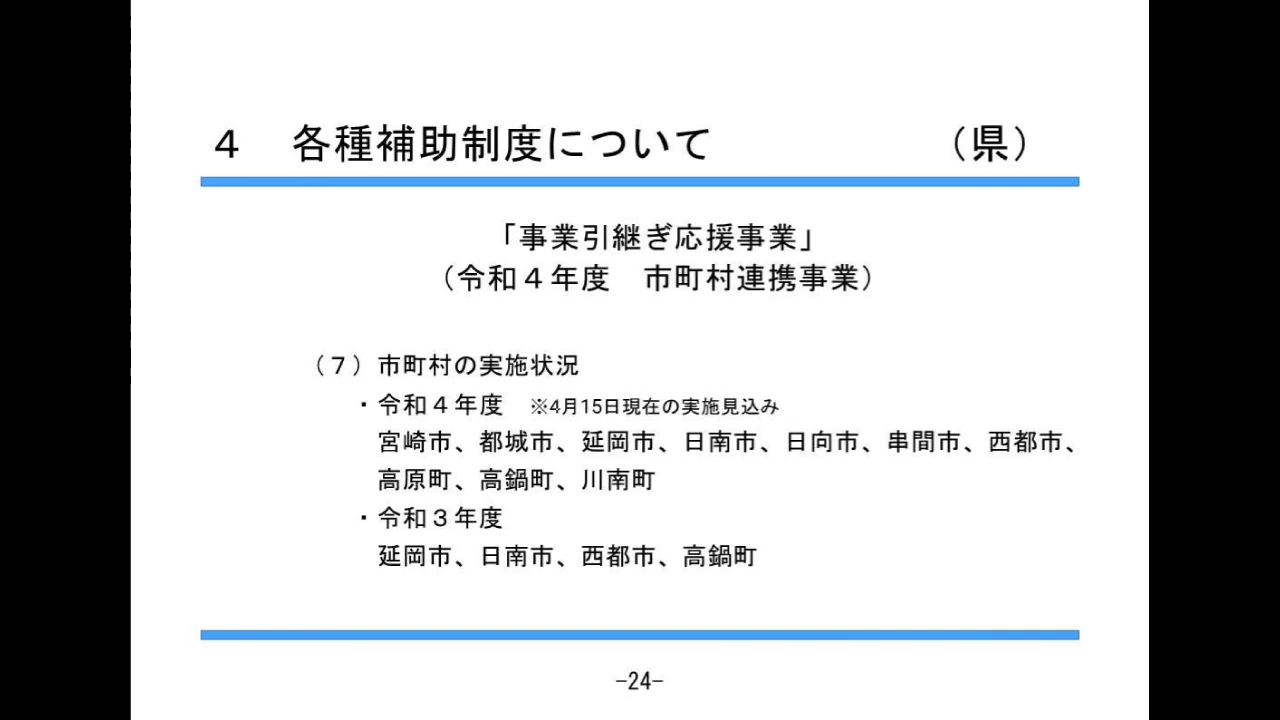 ４　各種補助制度について　（県）
「事業引継ぎ応援事業」
（令和４年度　市町村連携事業）
（７）市町村の実施状況
・令和４年度　※4月15日現在の実施見込み
宮崎市、都城市、延岡市、日南市、日向市、串間市、西都市、
高原町、高鍋町、川南町
・令和３年度
延岡市、日南市、西都市、高鍋町
-24-